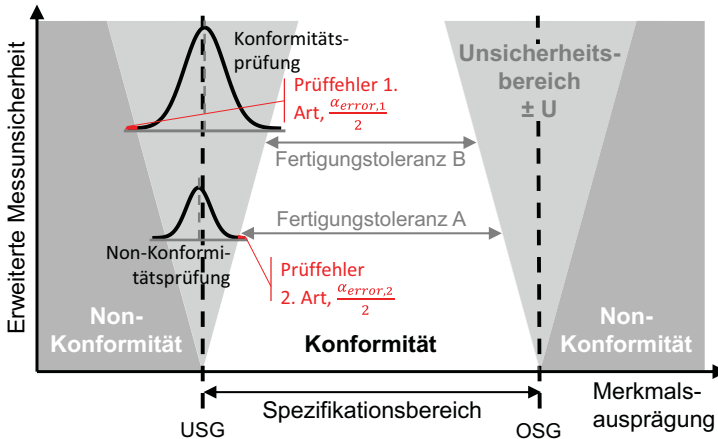 Erweiterte Messunsicherheit
Konformitäts-
prüfung
Prüffehler 1.
Art, α_error,1/2
Unsicherheits-
bereich
± U
Fertigungstoleranz B
Fertigungstoleranz A
Non-Konformi-
tätsprüfung
Prüffehler
2. Art, α_error,2/2
Non-
Konformität
Konformität
Non-
Konformität
Spezifikationsbereich
USG
OSG
Merkmals-
ausprägung